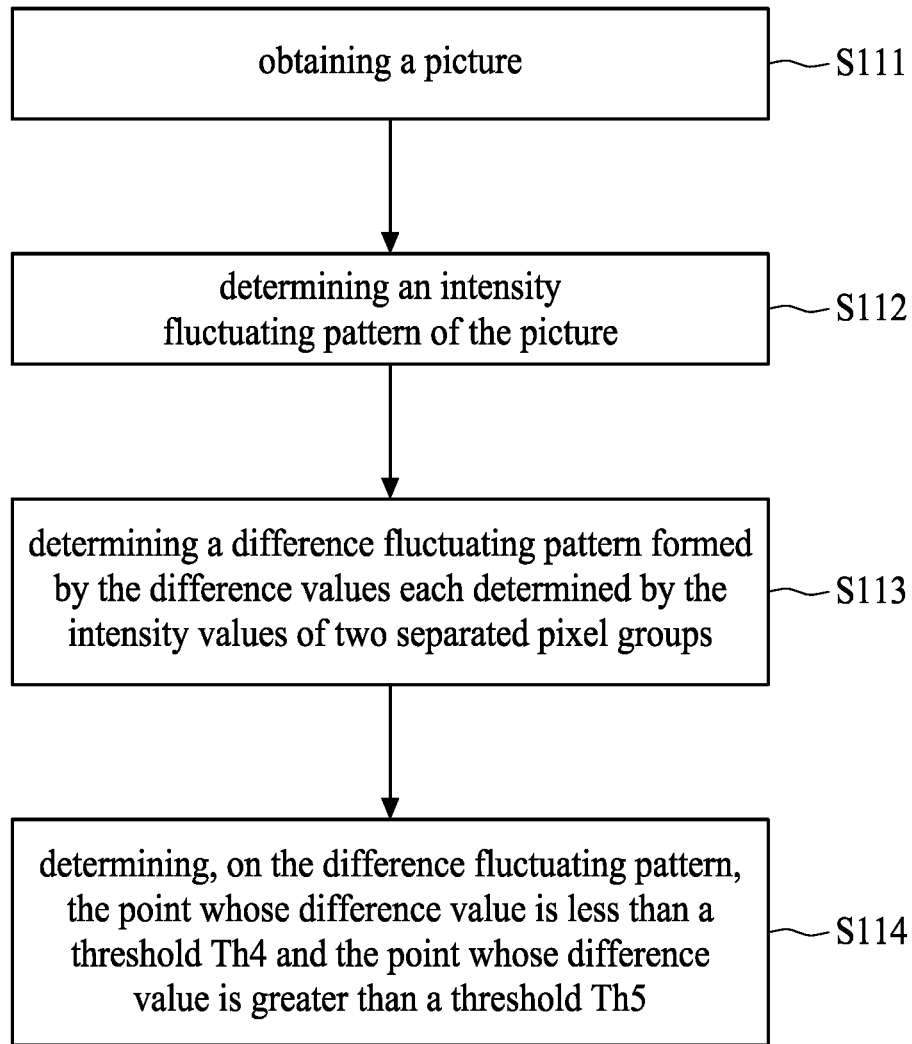 obtaining a picture
S111
determining an intensity
fluctuating pattern of the picture
S112
determining a difference fluctuating pattern formed
by the difference values each determined by the
intensity values of two separated pixel groups
S113
determining, on the difference fluctuating pattern,
the point whose difference value is less than a
threshold Th4 and the point whose difference
value is greater than a threshold Th5
S114